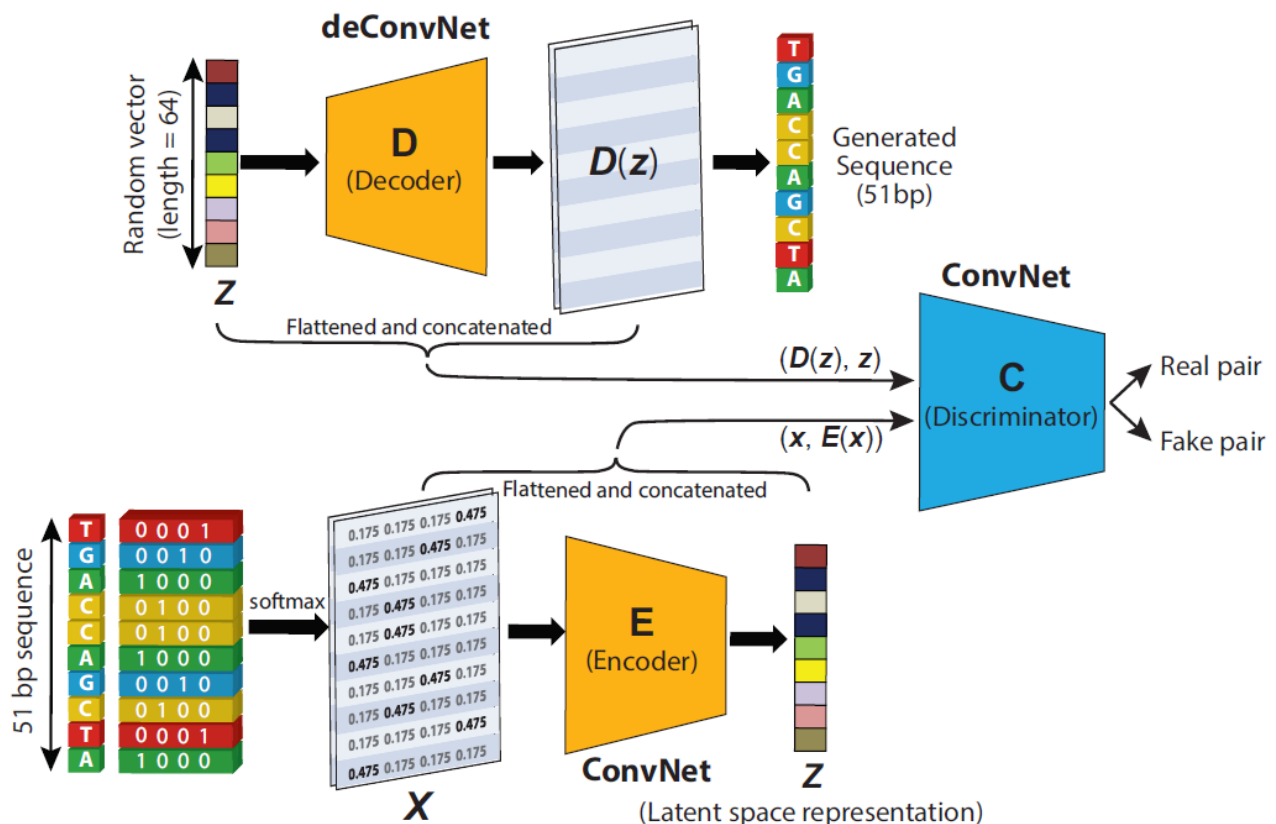 deConvNet
Random vector
(length = 64)
Z
D
(Decoder)
D(z)
T
G
A
C
C
A
G
C
T
A
Generated
Sequence
(51bp)
Flattened and concatenated
(D(z), z)
(x, E(x))
Flattened and concatenated
ConvNet
C
(Discriminator)
Real pair
Fake pair
51 bp sequence
T 0 0 0 1
G 0 0 1 0
A 1 0 0 0
C 0 1 0 0
C 0 1 0 0
A 1 0 0 0
G 0 0 1 0
C 0 1 0 0
T 0 0 0 1
A 1 0 0 0
softmax
0.175 0.175 0.175 0.475
0.175 0.175 0.475 0.175
0.475 0.175 0.175 0.175
0.175 0.475 0.175 0.175
0.175 0.475 0.175 0.175
0.475 0.175 0.175 0.175
0.175 0.175 0.475 0.175
0.175 0.475 0.175 0.175
0.175 0.175 0.175 0.475
0.475 0.175 0.175 0.175
X
E
(Encoder)
ConvNet
Z
(Latent space representation)